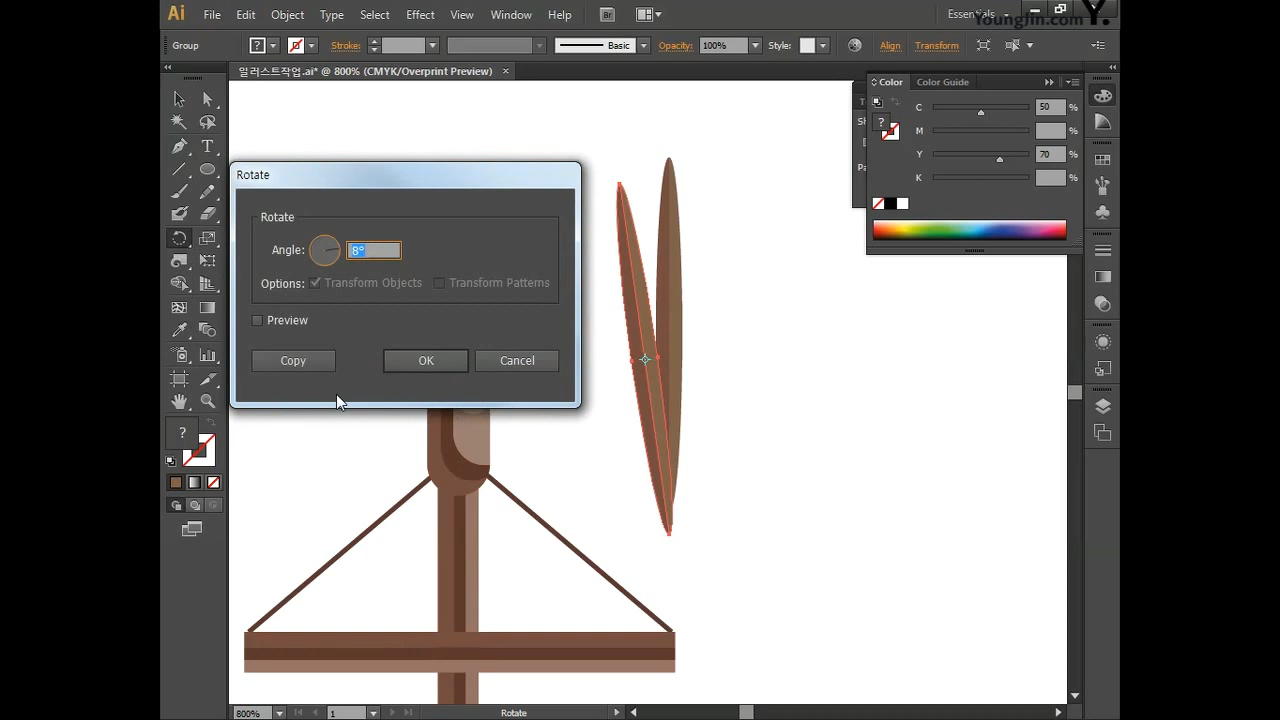 Ai File Edit Object Type Select Effect View Window Help Br Essentials
YoungJin.com Y.
Group ? Stroke: Basic Opacity: 100% Style: Align Transform
일러스트작업.ai* @ 800% (CMYK/Overprint Preview) ×
Color Color Guide
C 50 %
? M %
Y 70 %
K %
Rotate
Rotate
Angle: 8°
Options: Transform Objects Transform Patterns
Preview
Copy OK Cancel
T
?
800% 1 Rotate